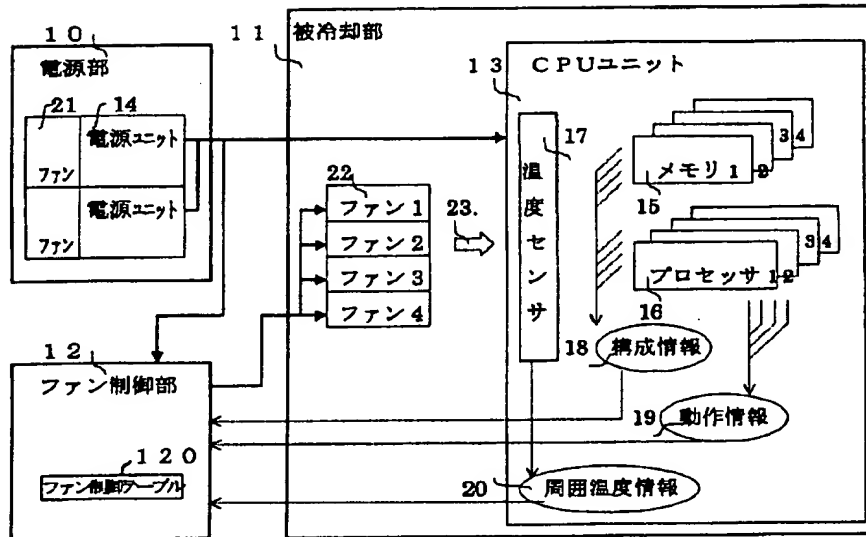 10
電源部
21
14
電源ユニット
ファン
電源ユニット
ファン
11
被冷却部
13
CPUユニット
17
温度センサ
34
メモリ1 2
15
34
プロセッサ12
16
22
ファン1
ファン2
ファン3
ファン4
23.
18
構成情報
19
動作情報
20
周囲温度情報
12
ファン制御部
120
ファン制御テーブル